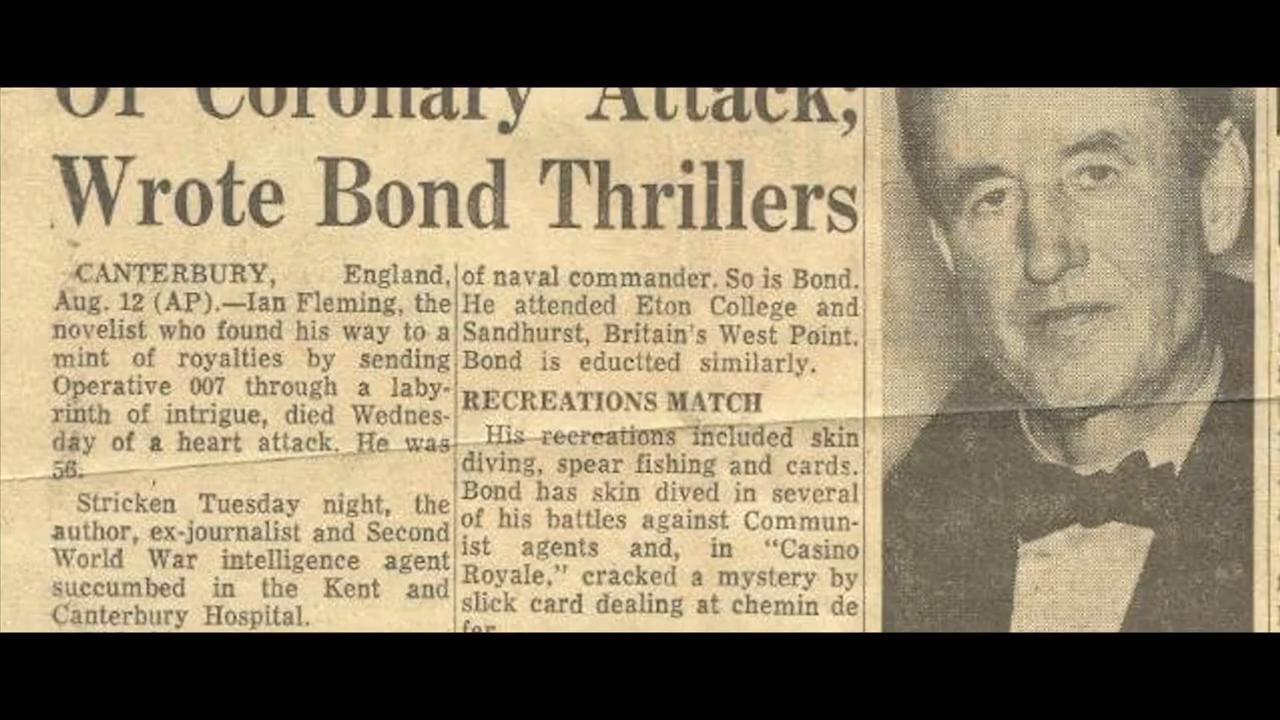 Of Coronary Attack;
Wrote Bond Thrillers
CANTERBURY, England,
Aug. 12 (AP).—Ian Fleming, the
novelist who found his way to a
mint of royalties by sending
Operative 007 through a laby-
rinth of intrigue, died Wednes-
day of a heart attack. He was
56.
Stricken Tuesday night, the
author, ex-journalist and Second
World War intelligence agent
succumbed in the Kent and
Canterbury Hospital.
of naval commander. So is Bond.
He attended Eton College and
Sandhurst, Britain's West Point.
Bond is eductted similarly.
RECREATIONS MATCH
His recreations included skin
diving, spear fishing and cards.
Bond has skin dived in several
of his battles against Commun-
ist agents and, in “Casino
Royale,” cracked a mystery by
slick card dealing at chemin de
fer